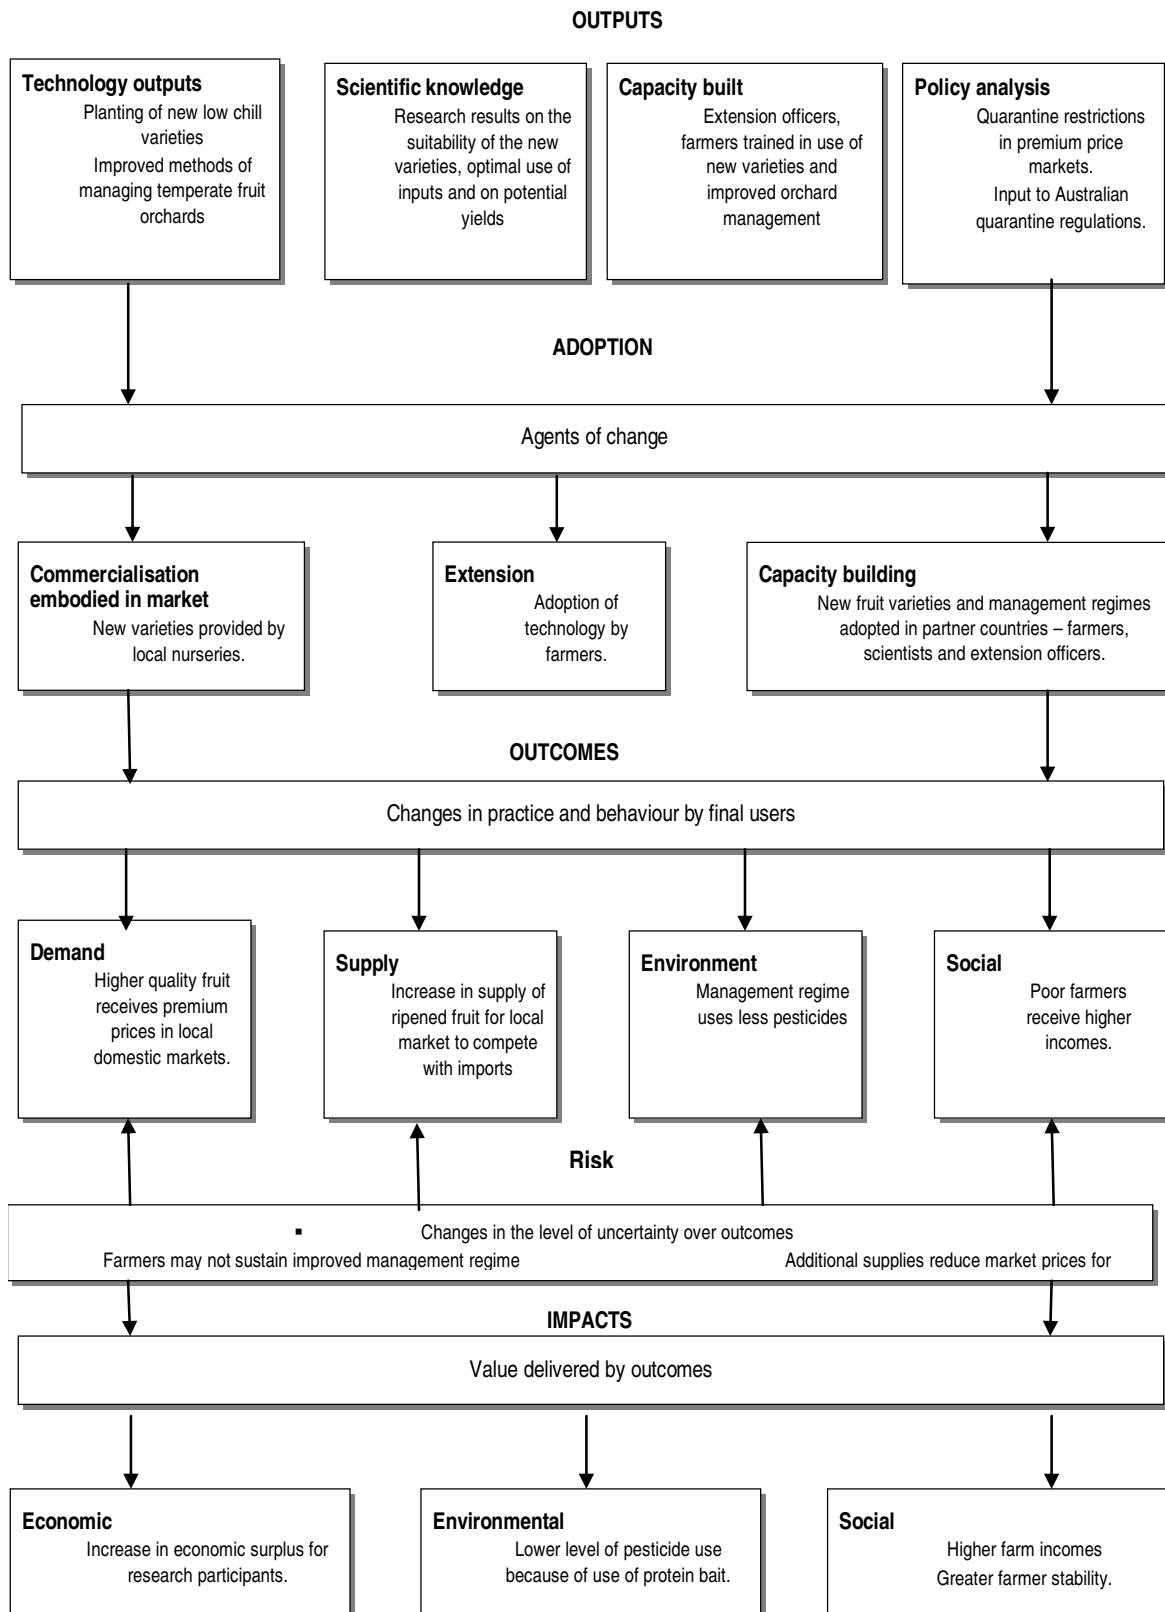 OUTPUTS
Technology outputs
Planting of new low chill
varieties
Improved methods of
managing temperate fruit
orchards
Scientific knowledge
Research results on the
suitability of the new
varieties, optimal use of
inputs and on potential
yields
Capacity built
Extension officers,
farmers trained in use of
new varieties and
improved orchard
management
Policy analysis
Quarantine restrictions
in premium price
markets.
Input to Australian
quarantine regulations.
ADOPTION
Agents of change
Commercialisation
embodied in market
New varieties provided by
local nurseries.
Extension
Adoption of
technology by
farmers.
Capacity building
New fruit varieties and management regimes
adopted in partner countries – farmers,
scientists and extension officers.
OUTCOMES
Changes in practice and behaviour by final users
Demand
Higher quality fruit
receives premium
prices in local
domestic markets.
Supply
Increase in supply of
ripened fruit for local
market to compete
with imports
Environment
Management regime
uses less pesticides
Social
Poor farmers
receive higher
incomes.
Risk
▪ Changes in the level of uncertainty over outcomes
Farmers may not sustain improved management regime
Additional supplies reduce market prices for
IMPACTS
Value delivered by outcomes
Economic
Increase in economic surplus for
research participants.
Environmental
Lower level of pesticide use
because of use of protein bait.
Social
Higher farm incomes
Greater farmer stability.